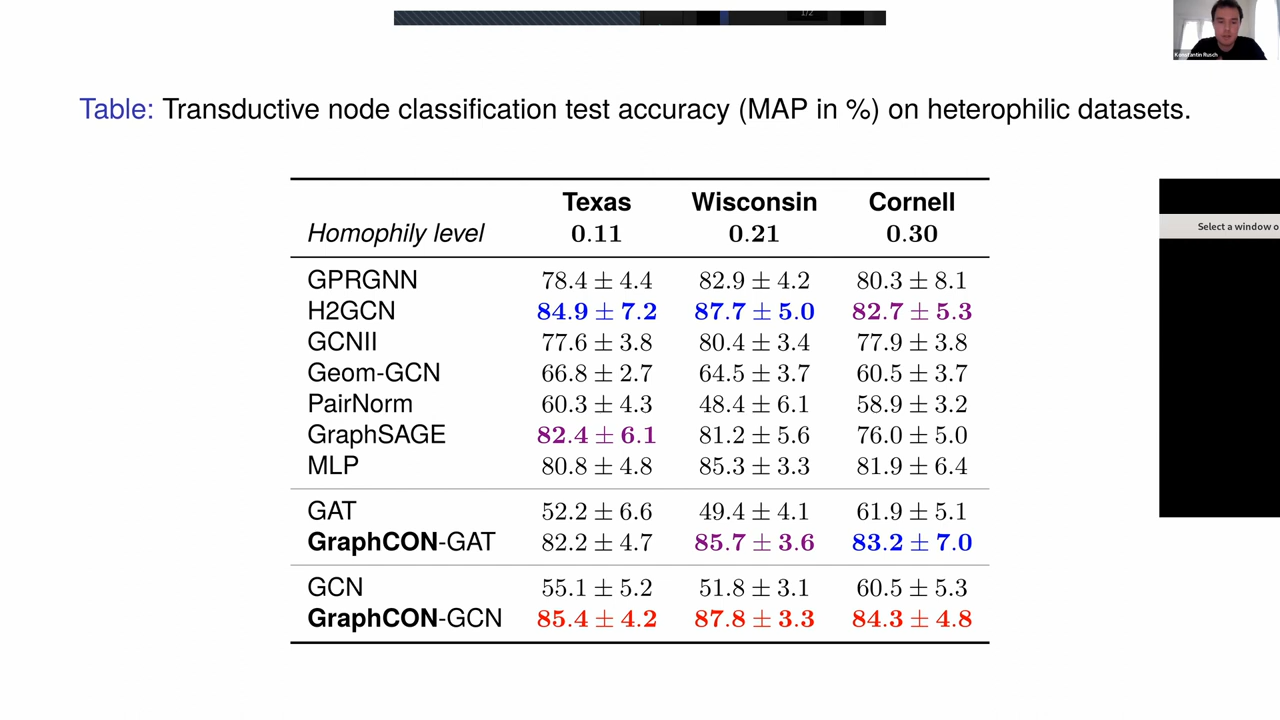 1/2
Konstantin Rusch
Table: Transductive node classification test accuracy (MAP in %) on heterophilic datasets.
Texas Wisconsin Cornell
Homophily level 0.11 0.21 0.30
Select a window o
GPRGNN 78.4 ± 4.4 82.9 ± 4.2 80.3 ± 8.1
H2GCN 84.9 ± 7.2 87.7 ± 5.0 82.7 ± 5.3
GCNII 77.6 ± 3.8 80.4 ± 3.4 77.9 ± 3.8
Geom-GCN 66.8 ± 2.7 64.5 ± 3.7 60.5 ± 3.7
PairNorm 60.3 ± 4.3 48.4 ± 6.1 58.9 ± 3.2
GraphSAGE 82.4 ± 6.1 81.2 ± 5.6 76.0 ± 5.0
MLP 80.8 ± 4.8 85.3 ± 3.3 81.9 ± 6.4
GAT 52.2 ± 6.6 49.4 ± 4.1 61.9 ± 5.1
GraphCON-GAT 82.2 ± 4.7 85.7 ± 3.6 83.2 ± 7.0
GCN 55.1 ± 5.2 51.8 ± 3.1 60.5 ± 5.3
GraphCON-GCN 85.4 ± 4.2 87.8 ± 3.3 84.3 ± 4.8